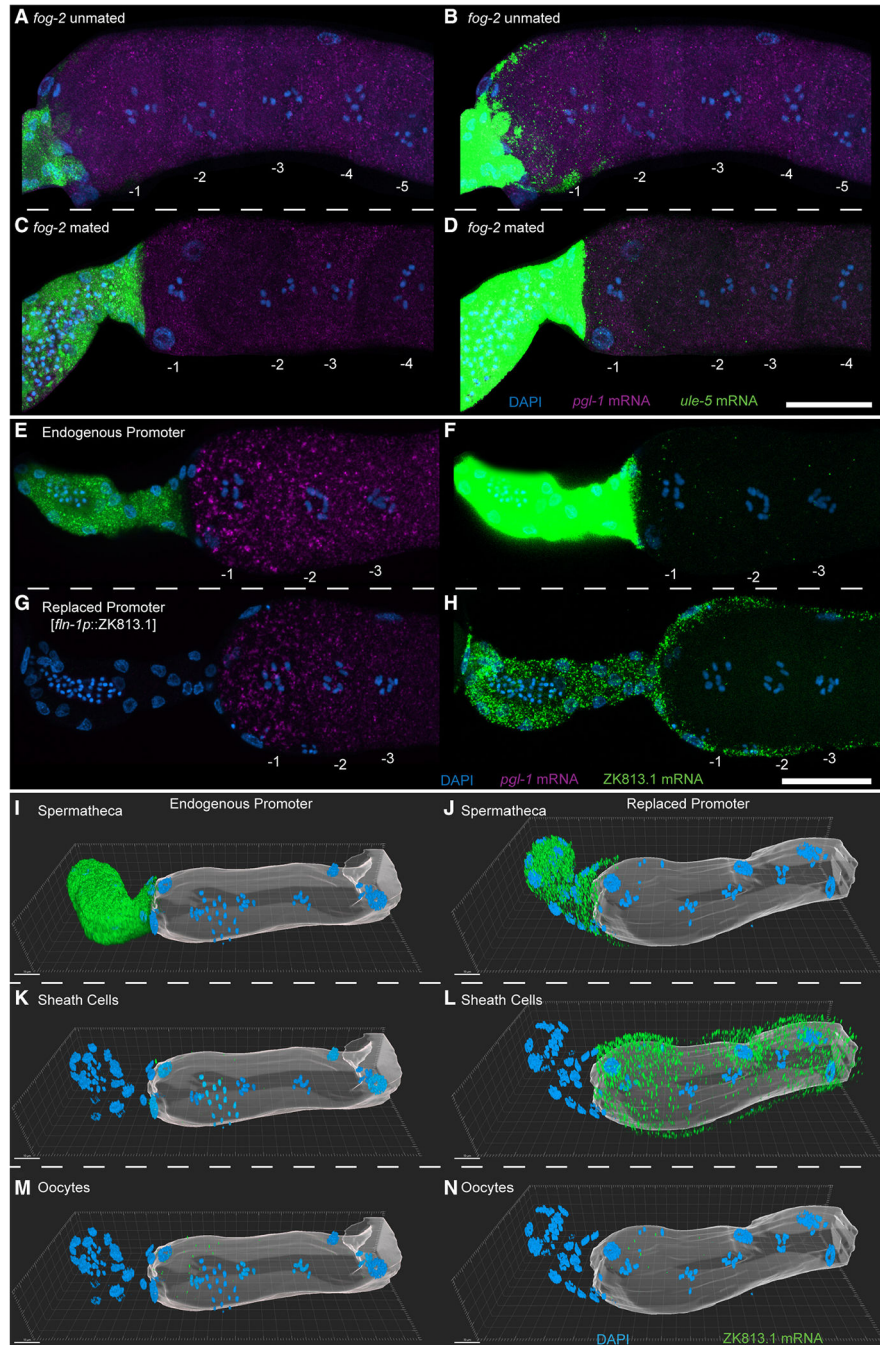 A fog-2 unmated
B fog-2 unmated
-1 -2 -3 -4 -5
-1 -2 -3 -4 -5
C fog-2 mated
D fog-2 mated
-1 -2 -3 -4
-1 -2 -3 -4
DAPI pgl-1 mRNA ule-5 mRNA
E Endogenous Promoter
F
-1 -2 -3
-1 -2 -3
G Replaced Promoter
[fln-1p::ZK813.1]
H
-1 -2 -3
-1 -2 -3
DAPI pgl-1 mRNA ZK813.1 mRNA
I Endogenous Promoter
Spermatheca
J Replaced Promoter
Spermatheca
K Sheath Cells
L Sheath Cells
M Oocytes
N Oocytes
DAPI ZK813.1 mRNA